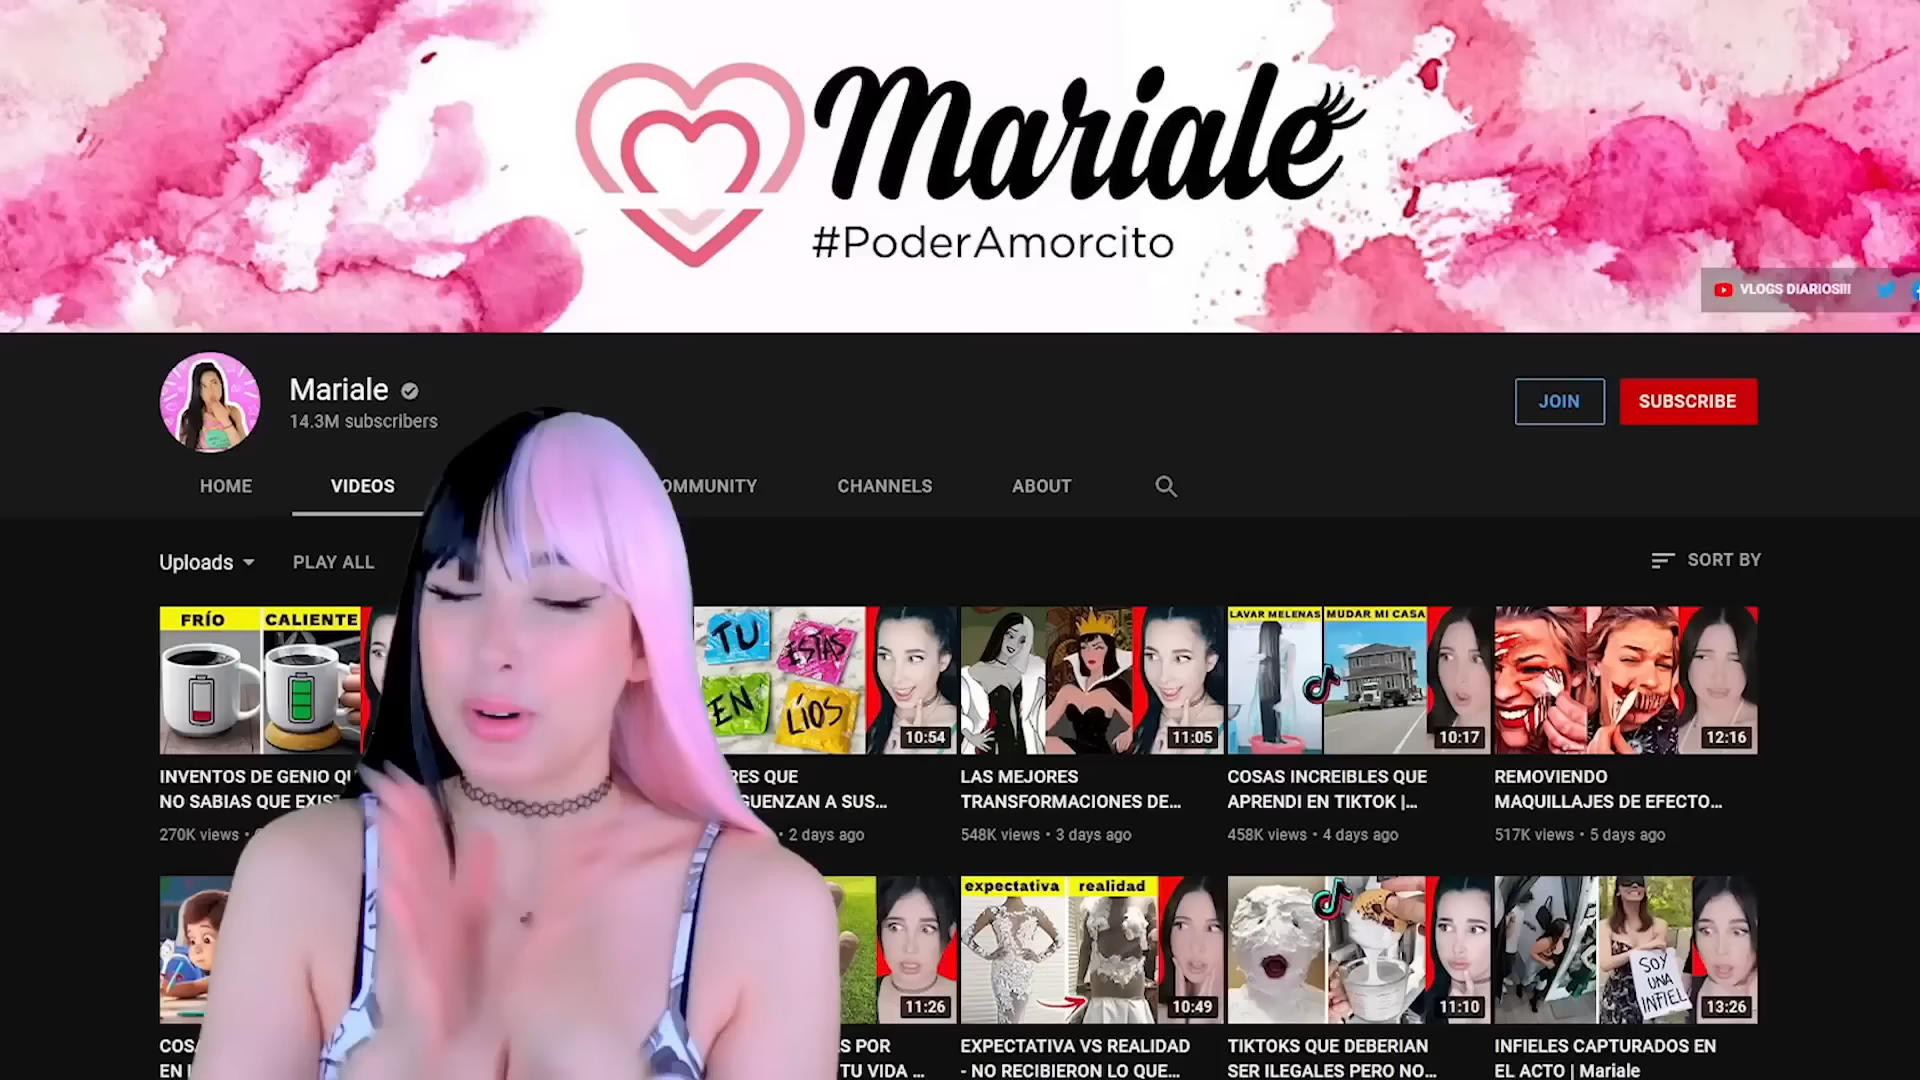 Mariale
#PoderAmorcito
VLOGS DIARIOS!!!
Mariale
14.3M subscribers
JOIN
SUBSCRIBE
HOME
VIDEOS
OMMUNITY
CHANNELS
ABOUT
Uploads
PLAY ALL
SORT BY
FRÍO
CALIENTE
TU
ESTAS
EN
LÍOS
10:54
11:05
LAVAR MELENAS
MUDAR MI CASA
10:17
12:16
INVENTOS DE GENIO QU
NO SABIAS QUE EXIST
270K views •
RES QUE
GUENZAN A SUS...
• 2 days ago
LAS MEJORES
TRANSFORMACIONES DE...
548K views • 3 days ago
COSAS INCREIBLES QUE
APRENDI EN TIKTOK |...
458K views • 4 days ago
REMOVIENDO
MAQUILLAJES DE EFECTO...
517K views • 5 days ago
11:26
expectativa
realidad
10:49
11:10
SOY
UNA
INFIEL
13:26
COS
EN
S POR
TU VIDA ...
EXPECTATIVA VS REALIDAD
- NO RECIBIERON LO QUE...
TIKTOKS QUE DEBERIAN
SER ILEGALES PERO NO...
INFIELES CAPTURADOS EN
EL ACTO | Mariale